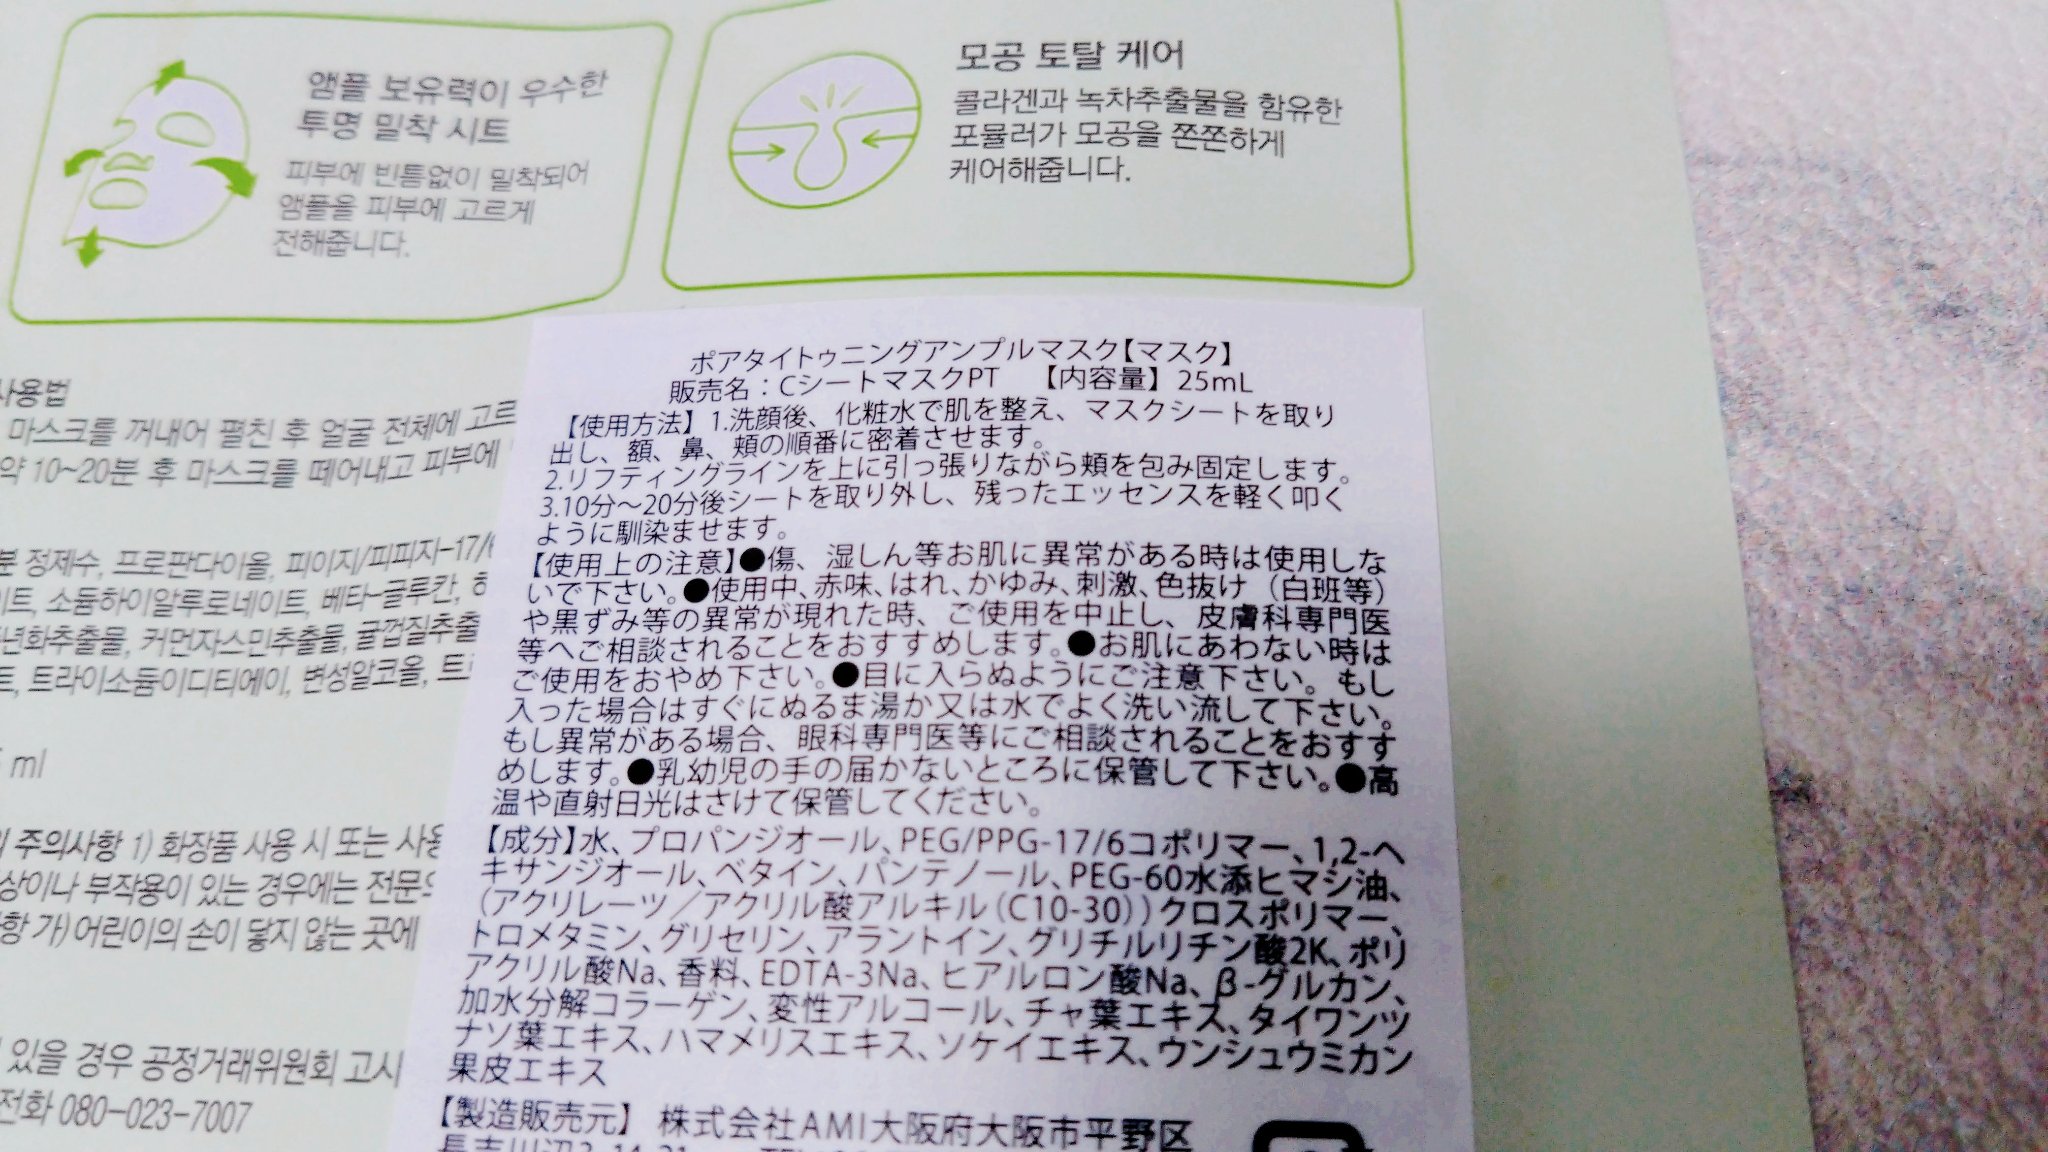 앰플 보유력이 우수한
투명 밀착 시트
피부에 빈틈없이 밀착되어
앰플을 피부에 고르게
전해줍니다.
모공 토탈 케어
콜라겐과 녹차추출물을 함유한
포뮬러가 모공을 쫀쫀하게
케어해줍니다.
사용법
마스크를 꺼내어 펼친 후 얼굴 전체에 고르
약 10~20분 후 마스크를 떼어내고 피부에
분 정제수, 프로판다이올, 피이지/피피지-17/6
이트, 소듐하이알루로네이트, 베타-글루칸, 하
년화추출물, 커먼자스민추출물, 귤껍질추출
트, 트라이소듐이디티에이, 변성알코올, 트
ml
주의사항 1) 화장품 사용 시 또는 사용
상이나 부작용이 있는 경우에는 전문의
항 가) 어린이의 손이 닿지 않는 곳에
있을 경우 공정거래위원회 고시
전화 080-023-7007
ポアタイトゥニングアンプルマスク【マスク】
販売名：CシートマスクPT 【内容量】25mL
【使用方法】1.洗顔後、化粧水で肌を整え、マスクシートを取り
出し、額、鼻、頬の順番に密着させます。
2.リフティングラインを上に引っ張りながら頬を包み固定します。
3.10分～20分後シートを取り外し、残ったエッセンスを軽く叩く
ように馴染ませます。
【使用上の注意】●傷、湿しん等お肌に異常がある時は使用しな
いで下さい。●使用中、赤味、はれ、かゆみ、刺激、色抜け（白班等）
や黒ずみ等の異常が現れた時、ご使用を中止し、皮膚科専門医
等へご相談されることをおすすめします。●お肌にあわない時は
ご使用をおやめ下さい。●目に入らぬようにご注意下さい。もし
入った場合はすぐにぬるま湯か又は水でよく洗い流して下さい。
もし異常がある場合、眼科専門医等にご相談されることをおすす
めします。●乳幼児の手の届かないところに保管して下さい。●高
温や直射日光はさけて保管してください。
【成分】水、プロパンジオール、PEG/PPG-17/6コポリマー、1,2-ヘ
キサンジオール、ベタイン、パンテノール、PEG-60水添ヒマシ油、
（アクリレーツ／アクリル酸アルキル（C10-30））クロスポリマー、
トロメタミン、グリセリン、アラントイン、グリチルリチン酸2K、ポリ
アクリル酸Na、香料、EDTA-3Na、ヒアルロン酸Na、β-グルカン、
加水分解コラーゲン、変性アルコール、チャ葉エキス、タイワンツ
ナソ葉エキス、ハマメリスエキス、ソケイエキス、ウンシュウミカン
果皮エキス
【製造販売元】 株式会社AMI大阪府大阪市平野区